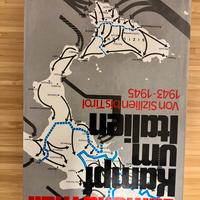 Kampf
um
Italien
Von Sizilien bis Tirol
1943-1945